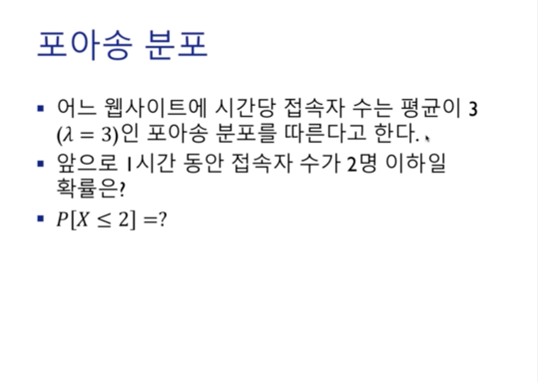 포아송 분포
▪ 어느 웹사이트에 시간당 접속자 수는 평균이 3
(λ = 3)인 포아송 분포를 따른다고 한다.
▪ 앞으로 1시간 동안 접속자 수가 2명 이하일
확률은?
▪ P[X ≤ 2] =?